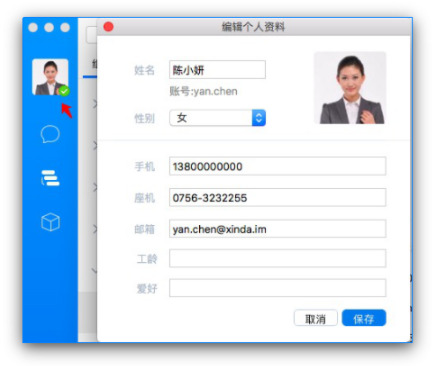 编辑个人资料
姓名 陈小妍
账号:yan.chen
性别 女
手机 13800000000
座机 0756-3232255
邮箱 yan.chen@xinda.im
工龄
爱好
取消 保存